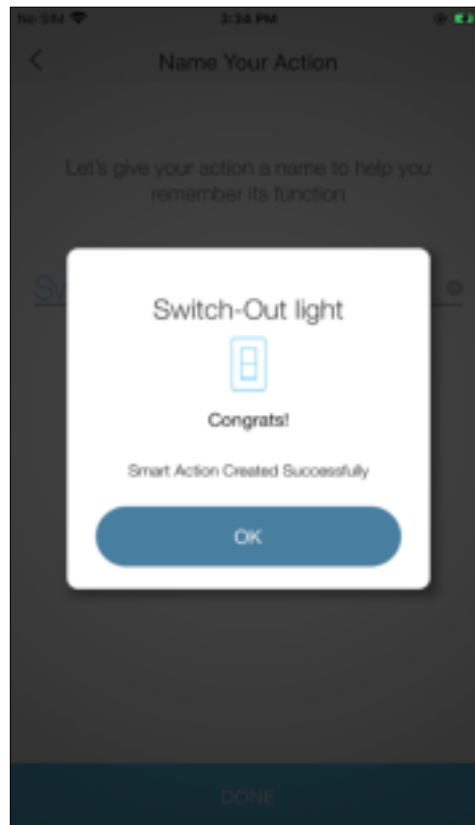 No SIM 3:34 PM
Name Your Action
Let's give your action a name to help you
remember its function
Sw
Switch-Out light
Congrats!
Smart Action Created Successfully
OK
DONE